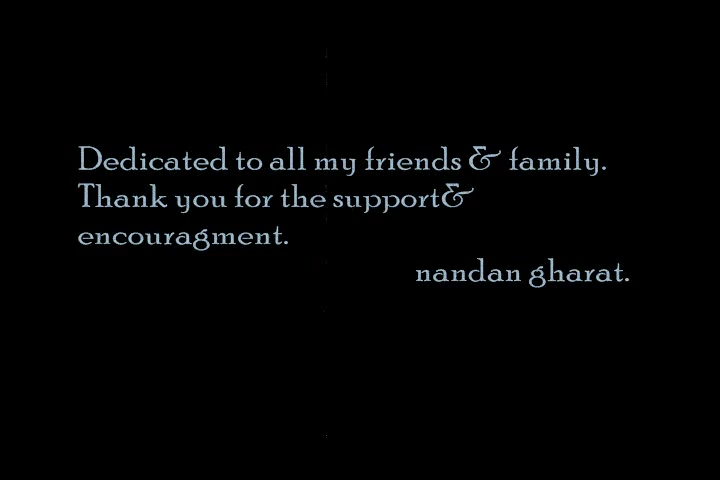 Dedicated to all my friends & family.
Thank you for the support&
encouragment.
nandan gharat.